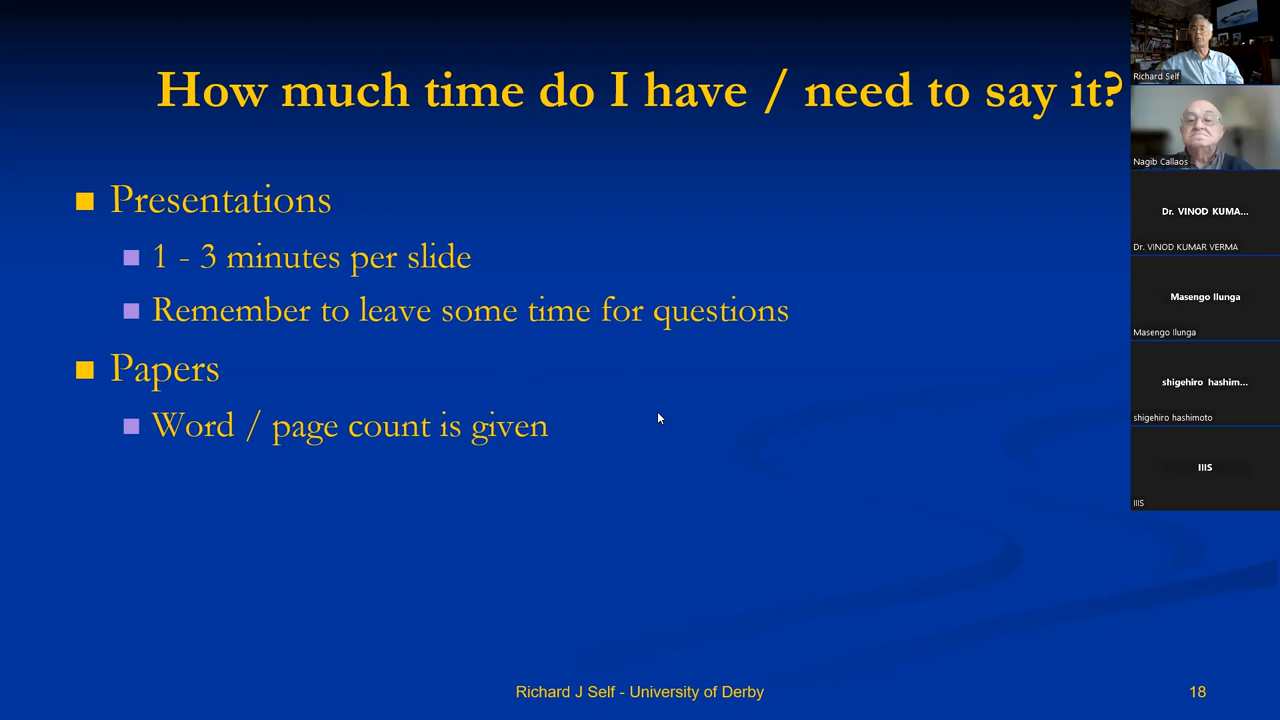 How much time do I have / need to say it?
Presentations
1 - 3 minutes per slide
Remember to leave some time for questions
Papers
Word / page count is given
Richard J Self - University of Derby
18
Richard Self
Nagib Callaos
Dr. VINOD KUMA...
Dr. VINOD KUMAR VERMA
Masengo Ilunga
Masengo Ilunga
shigehiro hashim...
shigehiro hashimoto
IIIS
IIIS